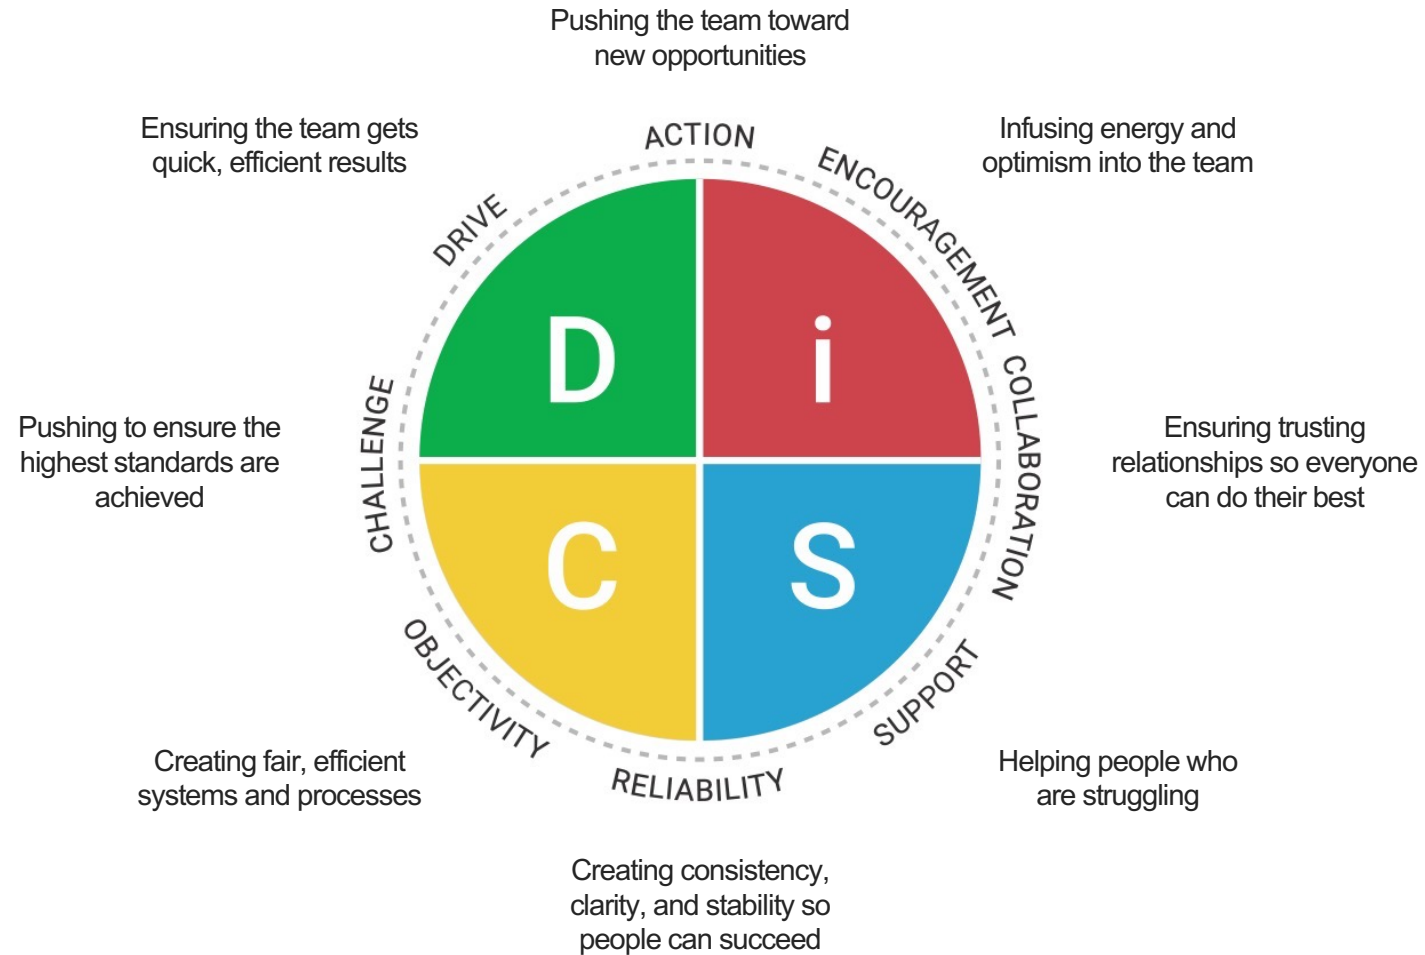 Pushing the team toward
new opportunities
Ensuring the team gets
quick, efficient results
Infusing energy and
optimism into the team
ACTION
ENCOURAGEMENT
DRIVE
D
i
CHALLENGE
COLLABORATION
Pushing to ensure the
highest standards are
achieved
Ensuring trusting
relationships so everyone
can do their best
C
S
OBJECTIVITY
SUPPORT
RELIABILITY
Creating fair, efficient
systems and processes
Helping people who
are struggling
Creating consistency,
clarity, and stability so
people can succeed